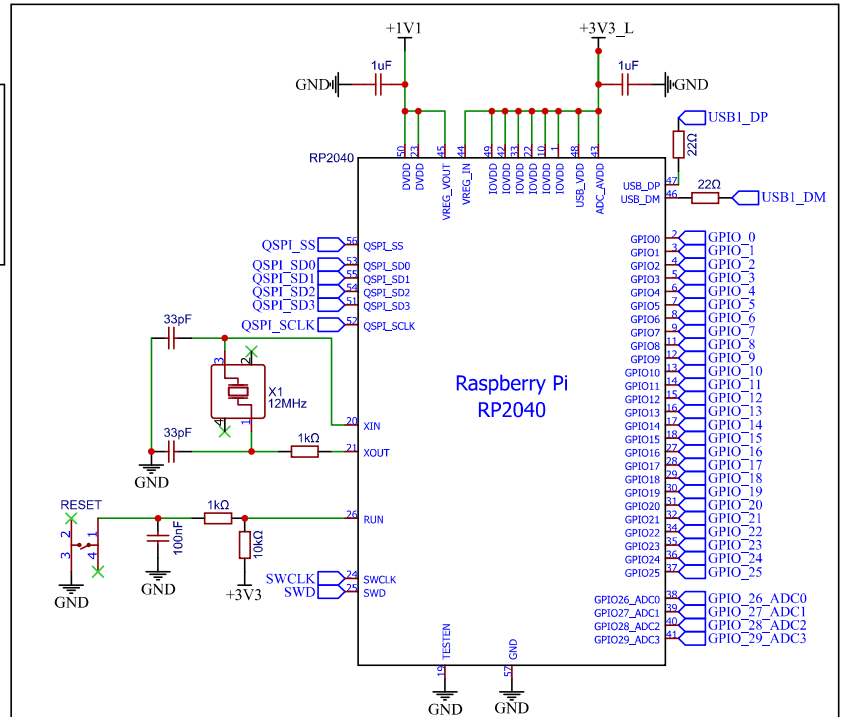 +1V1 +3V3_L
1uF 1uF
GND GND
USB1_DP
22Ω
RP2040
50 23 45 44 49 42 33 22 10 1 48 43
DVDD DVDD VREG_VOUT VREG_IN IOVDD IOVDD IOVDD IOVDD IOVDD IOVDD USB_VDD ADC_AVDD
USB_DP 47
USB_DM 46 22Ω USB1_DM
QSPI_SS 56 QSPI_SS
QSPI_SD0 53 QSPI_SD0
QSPI_SD1 55 QSPI_SD1
QSPI_SD2 54 QSPI_SD2
QSPI_SD3 51 QSPI_SD3
QSPI_SCLK 52 QSPI_SCLK
GPIO0 2 GPIO_0
GPIO1 3 GPIO_1
GPIO2 4 GPIO_2
GPIO3 5 GPIO_3
GPIO4 6 GPIO_4
GPIO5 7 GPIO_5
GPIO6 8 GPIO_6
GPIO7 9 GPIO_7
GPIO8 11 GPIO_8
GPIO9 12 GPIO_9
GPIO10 13 GPIO_10
GPIO11 14 GPIO_11
GPIO12 15 GPIO_12
GPIO13 16 GPIO_13
GPIO14 17 GPIO_14
GPIO15 18 GPIO_15
GPIO16 27 GPIO_16
GPIO17 28 GPIO_17
GPIO18 29 GPIO_18
GPIO19 30 GPIO_19
GPIO20 31 GPIO_20
GPIO21 32 GPIO_21
GPIO22 34 GPIO_22
GPIO23 35 GPIO_23
GPIO24 36 GPIO_24
GPIO25 37 GPIO_25
GPIO26_ADC0 38 GPIO_26_ADC0
GPIO27_ADC1 39 GPIO_27_ADC1
GPIO28_ADC2 40 GPIO_28_ADC2
GPIO29_ADC3 41 GPIO_29_ADC3
Raspberry Pi
RP2040
33pF
3 2
X1
12MHz
4 1
33pF 1kΩ
GND
20 XIN
21 XOUT
RESET
2 1
3 4
GND
100nF
GND
1kΩ
10kΩ
+3V3
26 RUN
SWCLK 24 SWCLK
SWD 25 SWD
TESTEN GND
19 57
GND GND